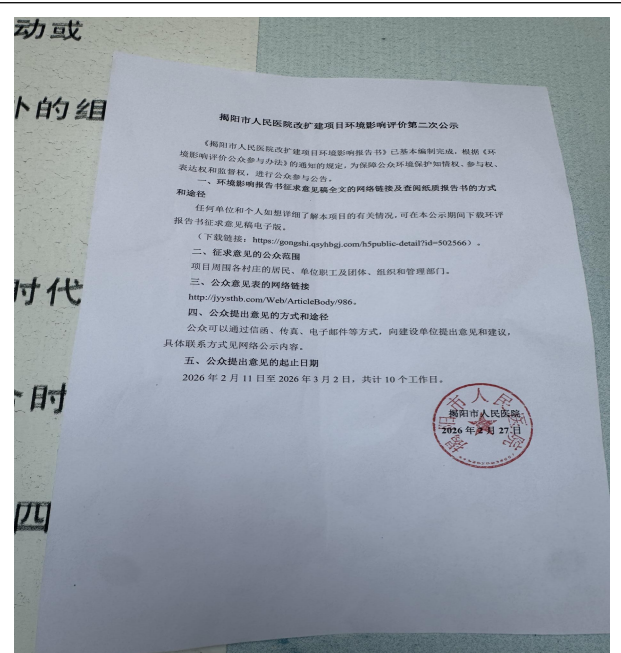 动或
外的组
时代
个时
四
揭阳市人民医院改扩建项目环境影响评价第二次公示
《揭阳市人民医院改扩建项目环境影响报告书》已基本编制完成，根据《环
境影响评价公众参与办法》的通知的规定，为保障公众环境保护知情权、参与权、
表达权和监督权，进行公众参与公告。
一、环境影响报告书征求意见稿全文的网络链接及查阅纸质报告书的方式
和途径
任何单位和个人如想详细了解本项目的有关情况，可在本公示期间下载环评
报告书征求意见稿电子版。
（下载链接：https://gongshi.qsyhbgj.com/h5public-detail?id=502566）。
二、征求意见的公众范围
项目周围各村庄的居民、单位职工及团体、组织和管理部门。
三、公众意见表的网络链接
http://jyysthb.com/Web/ArticleBody/986。
四、公众提出意见的方式和途径
公众可以通过信函、传真、电子邮件等方式，向建设单位提出意见和建议，
具体联系方式见网络公示内容。
五、公众提出意见的起止日期
2026 年 2 月 11 日至 2026 年 3 月 2 日，共计 10 个工作日。
揭阳市人民医院
2026 年 2 月 27 日
揭阳市人民医院